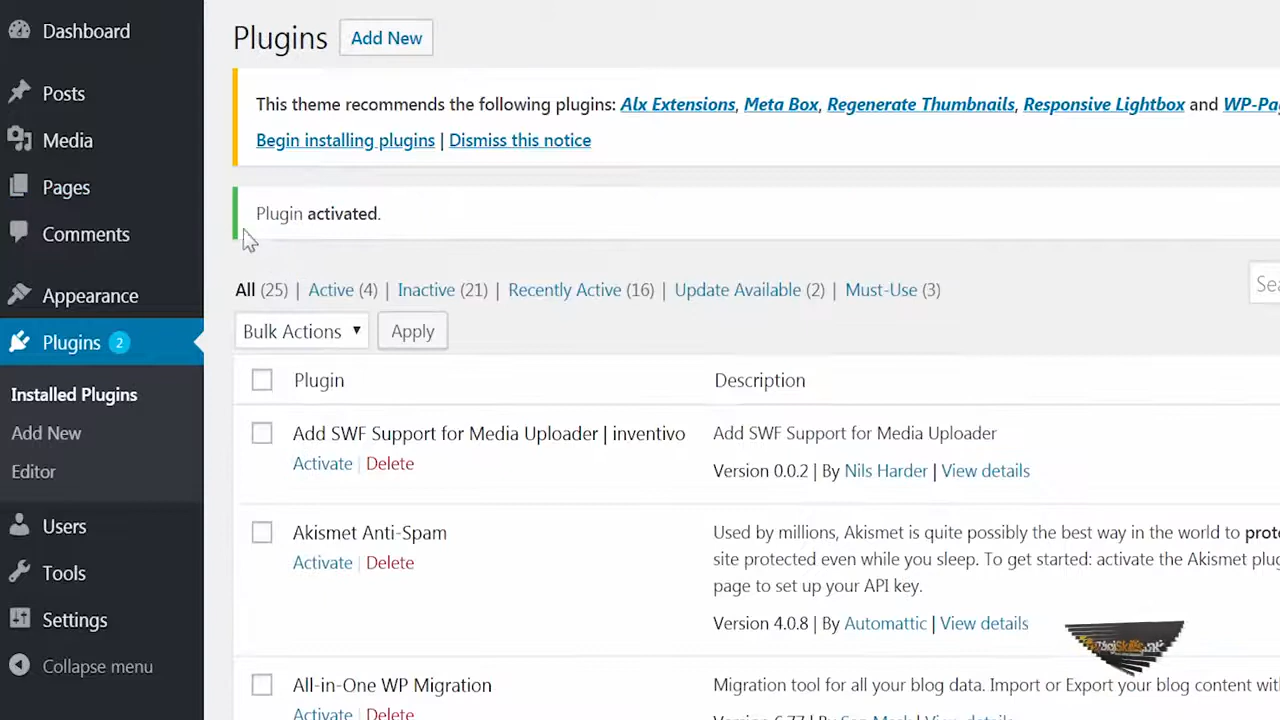 Dashboard
Posts
Media
Pages
Comments
Appearance
Plugins 2
Installed Plugins
Add New
Editor
Users
Tools
Settings
Collapse menu
Plugins Add New
This theme recommends the following plugins: Alx Extensions, Meta Box, Regenerate Thumbnails, Responsive Lightbox and
Begin installing plugins | Dismiss this notice
Plugin activated.
All (25) | Active (4) | Inactive (21) | Recently Active (16) | Update Available (2) | Must-Use (3)
Bulk Actions Apply
Plugin Description
Add SWF Support for Media Uploader | inventivo
Activate | Delete
Add SWF Support for Media Uploader
Version 0.0.2 | By Nils Harder | View details
Akismet Anti-Spam
Activate | Delete
Used by millions, Akismet is quite possibly the best way in the world to
site protected even while you sleep. To get started: activate the Akismet
page to set up your API key.
Version 4.0.8 | By Automattic | View details
All-in-One WP Migration
Activate | Delete
Migration tool for all your blog data. Import or Export your blog content